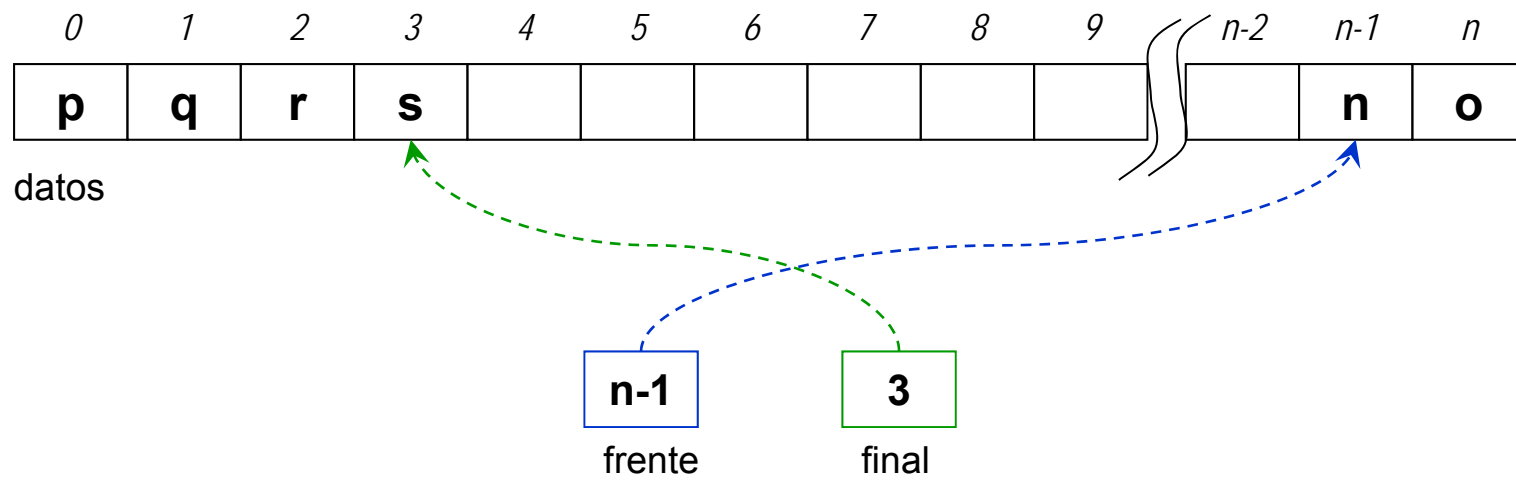 0 1 2 3 4 5 6 7 8 9 n-2 n-1 n
p q r s n o
datos
n-1 3
frente final